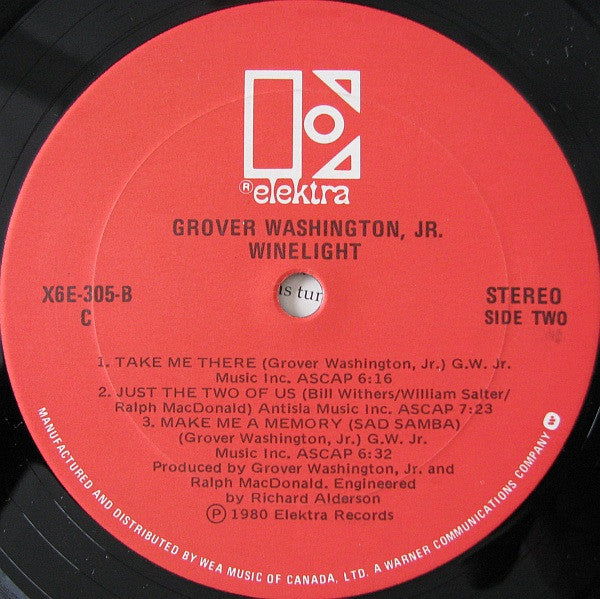 ® elektra
GROVER WASHINGTON, JR.
WINELIGHT
is tur
X6E-305-B
C
STEREO
SIDE TWO
1. TAKE ME THERE (Grover Washington, Jr.) G.W. Jr.
Music Inc. ASCAP 6:16
2. JUST THE TWO OF US (Bill Withers/William Salter/
Ralph MacDonald) Antisia Music Inc. ASCAP 7:23
3. MAKE ME A MEMORY (SAD SAMBA)
(Grover Washington, Jr.) G.W. Jr.
Music Inc. ASCAP 6:32
Produced by Grover Washington, Jr. and
Ralph MacDonald. Engineered
by Richard Alderson
Ⓟ 1980 Elektra Records
MANUFACTURED AND DISTRIBUTED BY WEA MUSIC OF CANADA, LTD. A WARNER COMMUNICATIONS COMPANY